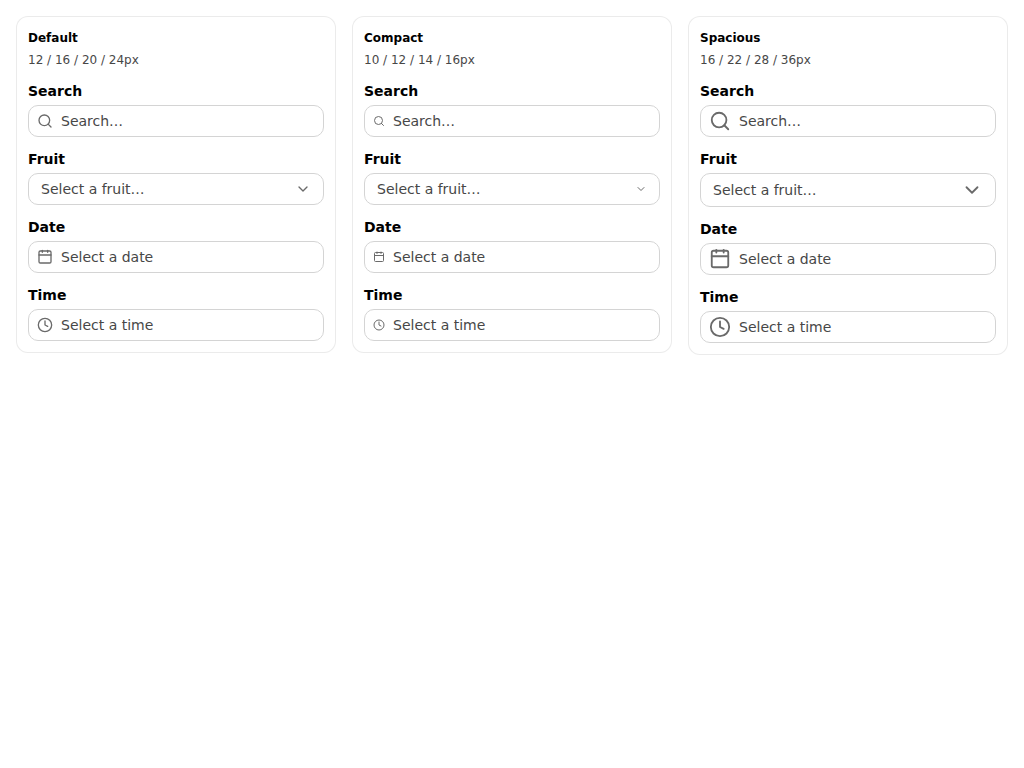 Default
12 / 16 / 20 / 24px
Search
Search…
Fruit
Select a fruit…
Date
Select a date
Time
Select a time
Compact
10 / 12 / 14 / 16px
Search
Search…
Fruit
Select a fruit…
Date
Select a date
Time
Select a time
Spacious
16 / 22 / 28 / 36px
Search
Search…
Fruit
Select a fruit…
Date
Select a date
Time
Select a time